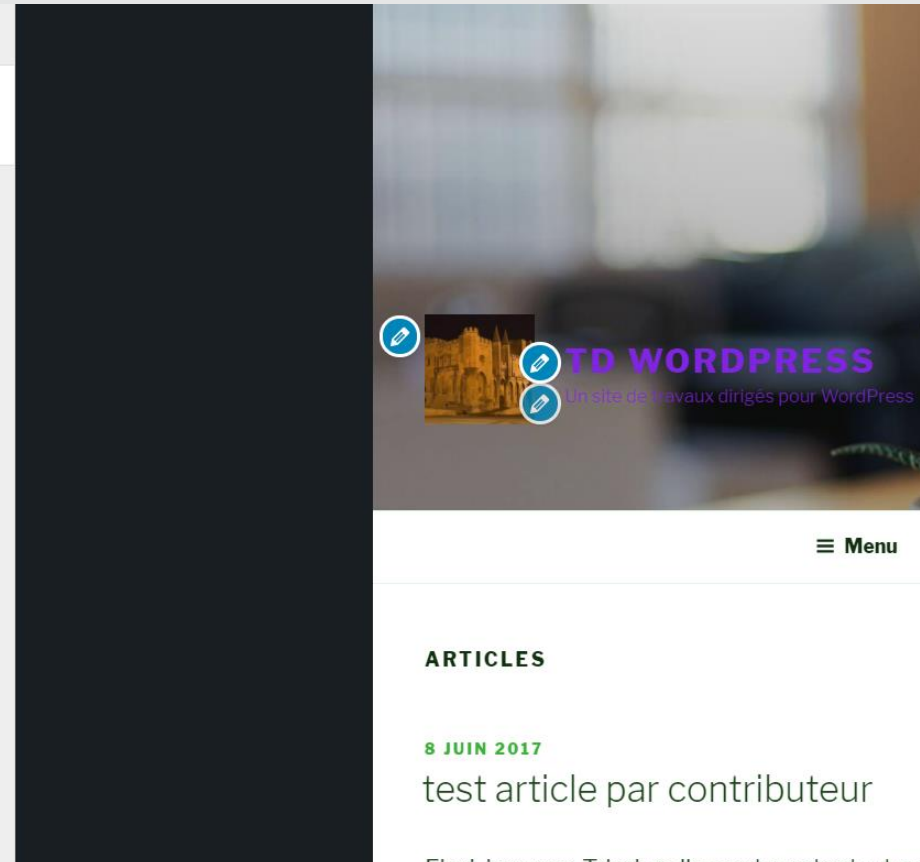 TD WORDPRESS
Un site de travaux dirigés pour WordPress
Menu
ARTICLES
8 JUIN 2017
test article par contributeur